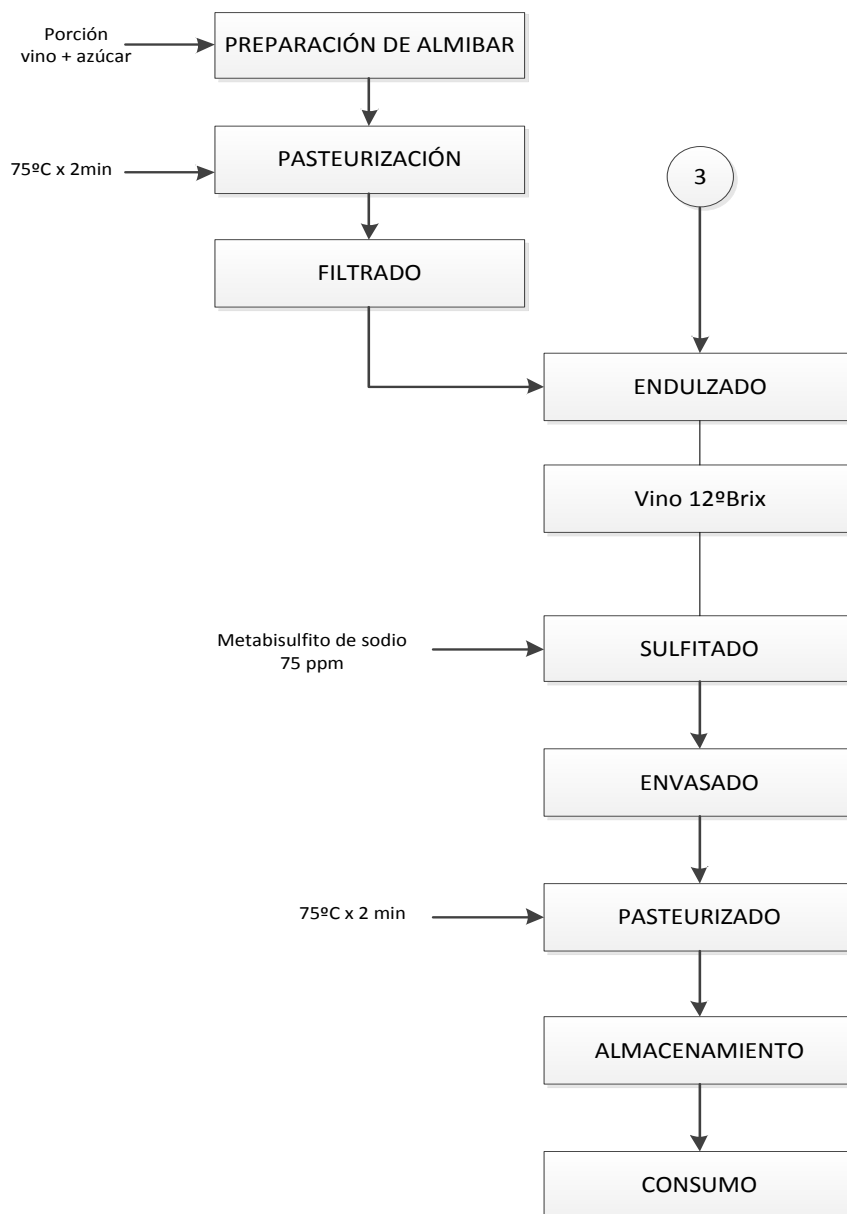 Porción
vino + azúcar
PREPARACIÓN DE ALMIBAR
75ºC x 2min
PASTEURIZACIÓN
3
FILTRADO
ENDULZADO
Vino 12ºBrix
Metabisulfito de sodio
75 ppm
SULFITADO
ENVASADO
75ºC x 2 min
PASTEURIZADO
ALMACENAMIENTO
CONSUMO